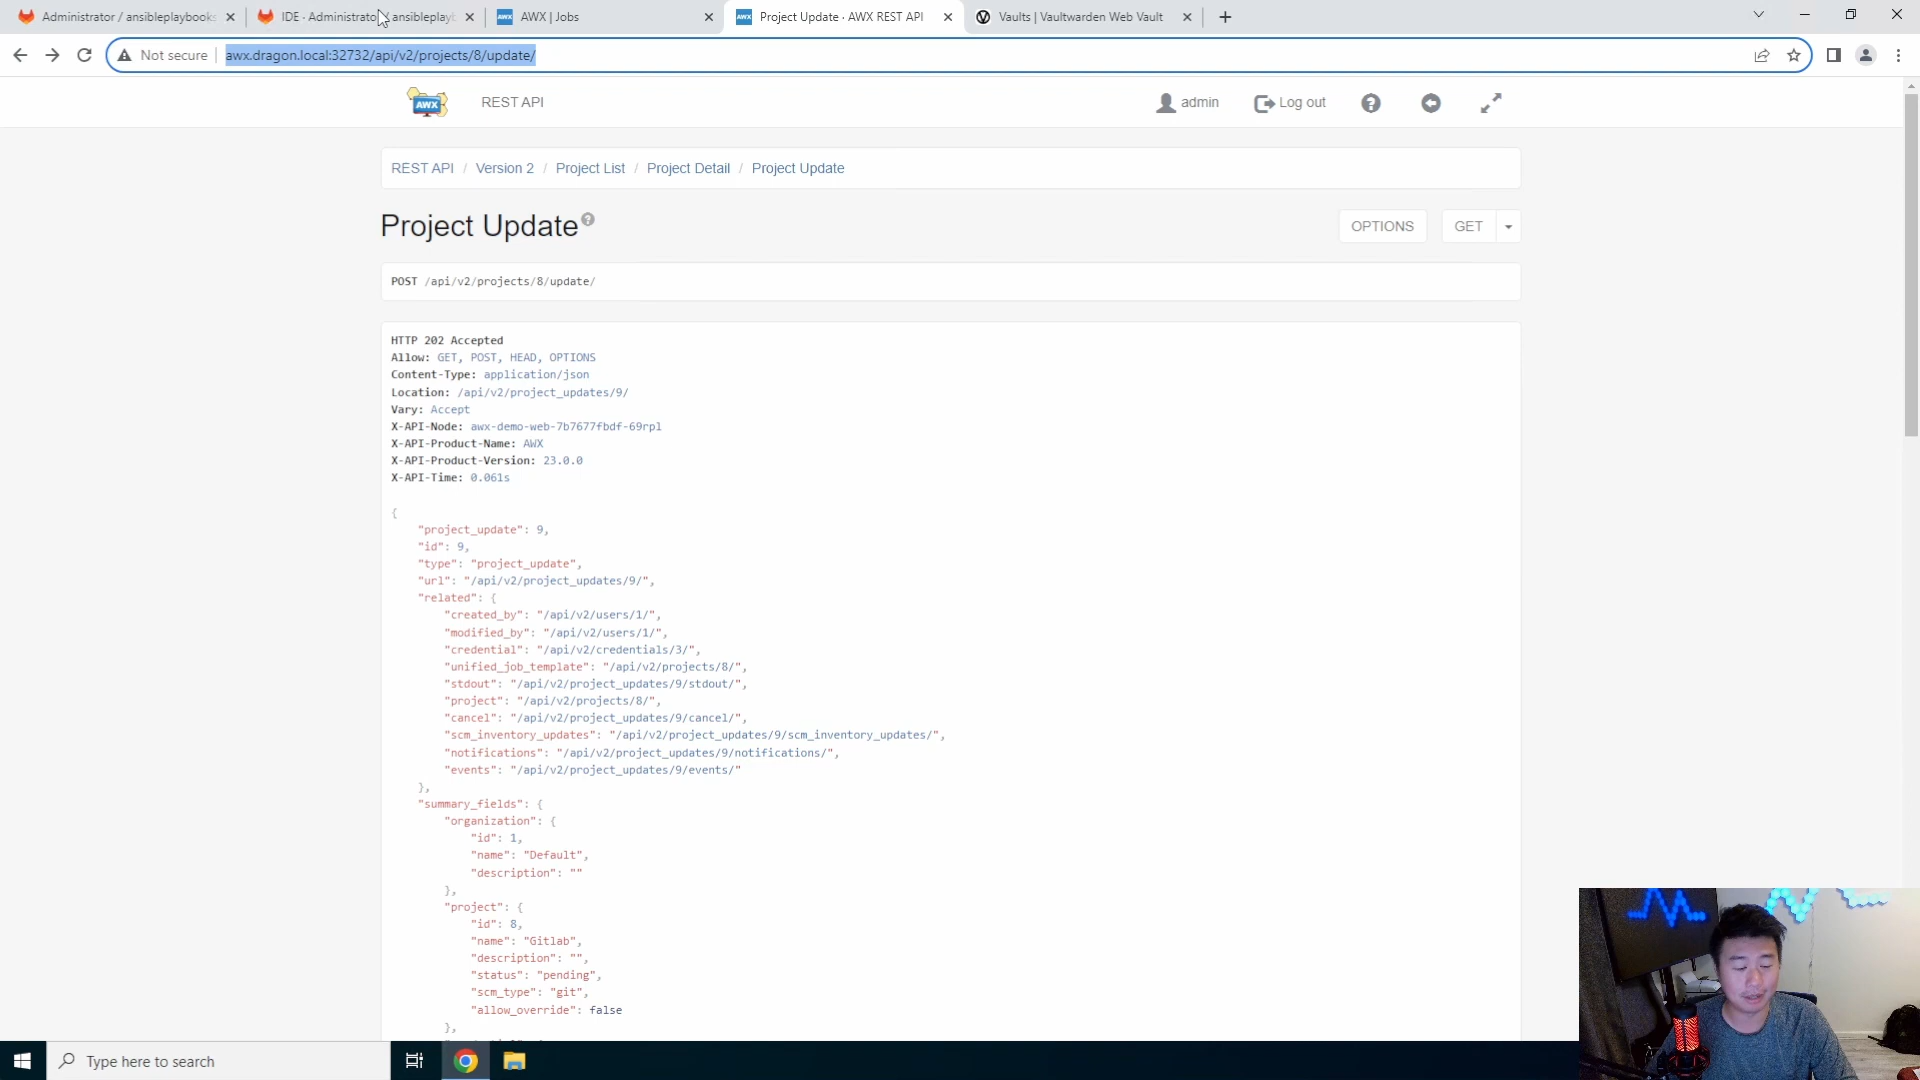 Administrator / ansibleplaybooks
IDE · Administrator / ansibleplayb
AWX | Jobs
Project Update · AWX REST API
Vaults | Vaultwarden Web Vault
Not secure
awx.dragon.local:32732/api/v2/projects/8/update/
AWX
REST API
admin
Log out
REST API / Version 2 / Project List / Project Detail / Project Update
Project Update
OPTIONS
GET
POST /api/v2/projects/8/update/
HTTP 202 Accepted
Allow: GET, POST, HEAD, OPTIONS
Content-Type: application/json
Location: /api/v2/project_updates/9/
Vary: Accept
X-API-Node: awx-demo-web-7b7677fbdf-69rpl
X-API-Product-Name: AWX
X-API-Product-Version: 23.0.0
X-API-Time: 0.061s
{
"project_update": 9,
"id": 9,
"type": "project_update",
"url": "/api/v2/project_updates/9/",
"related": {
"created_by": "/api/v2/users/1/",
"modified_by": "/api/v2/users/1/",
"credential": "/api/v2/credentials/3/",
"unified_job_template": "/api/v2/projects/8/",
"stdout": "/api/v2/project_updates/9/stdout/",
"project": "/api/v2/projects/8/",
"cancel": "/api/v2/project_updates/9/cancel/",
"scm_inventory_updates": "/api/v2/project_updates/9/scm_inventory_updates/",
"notifications": "/api/v2/project_updates/9/notifications/",
"events": "/api/v2/project_updates/9/events/"
},
"summary_fields": {
"organization": {
"id": 1,
"name": "Default",
"description": ""
},
"project": {
"id": 8,
"name": "Gitlab",
"description": "",
"status": "pending",
"scm_type": "git",
"allow_override": false
},
Type here to search